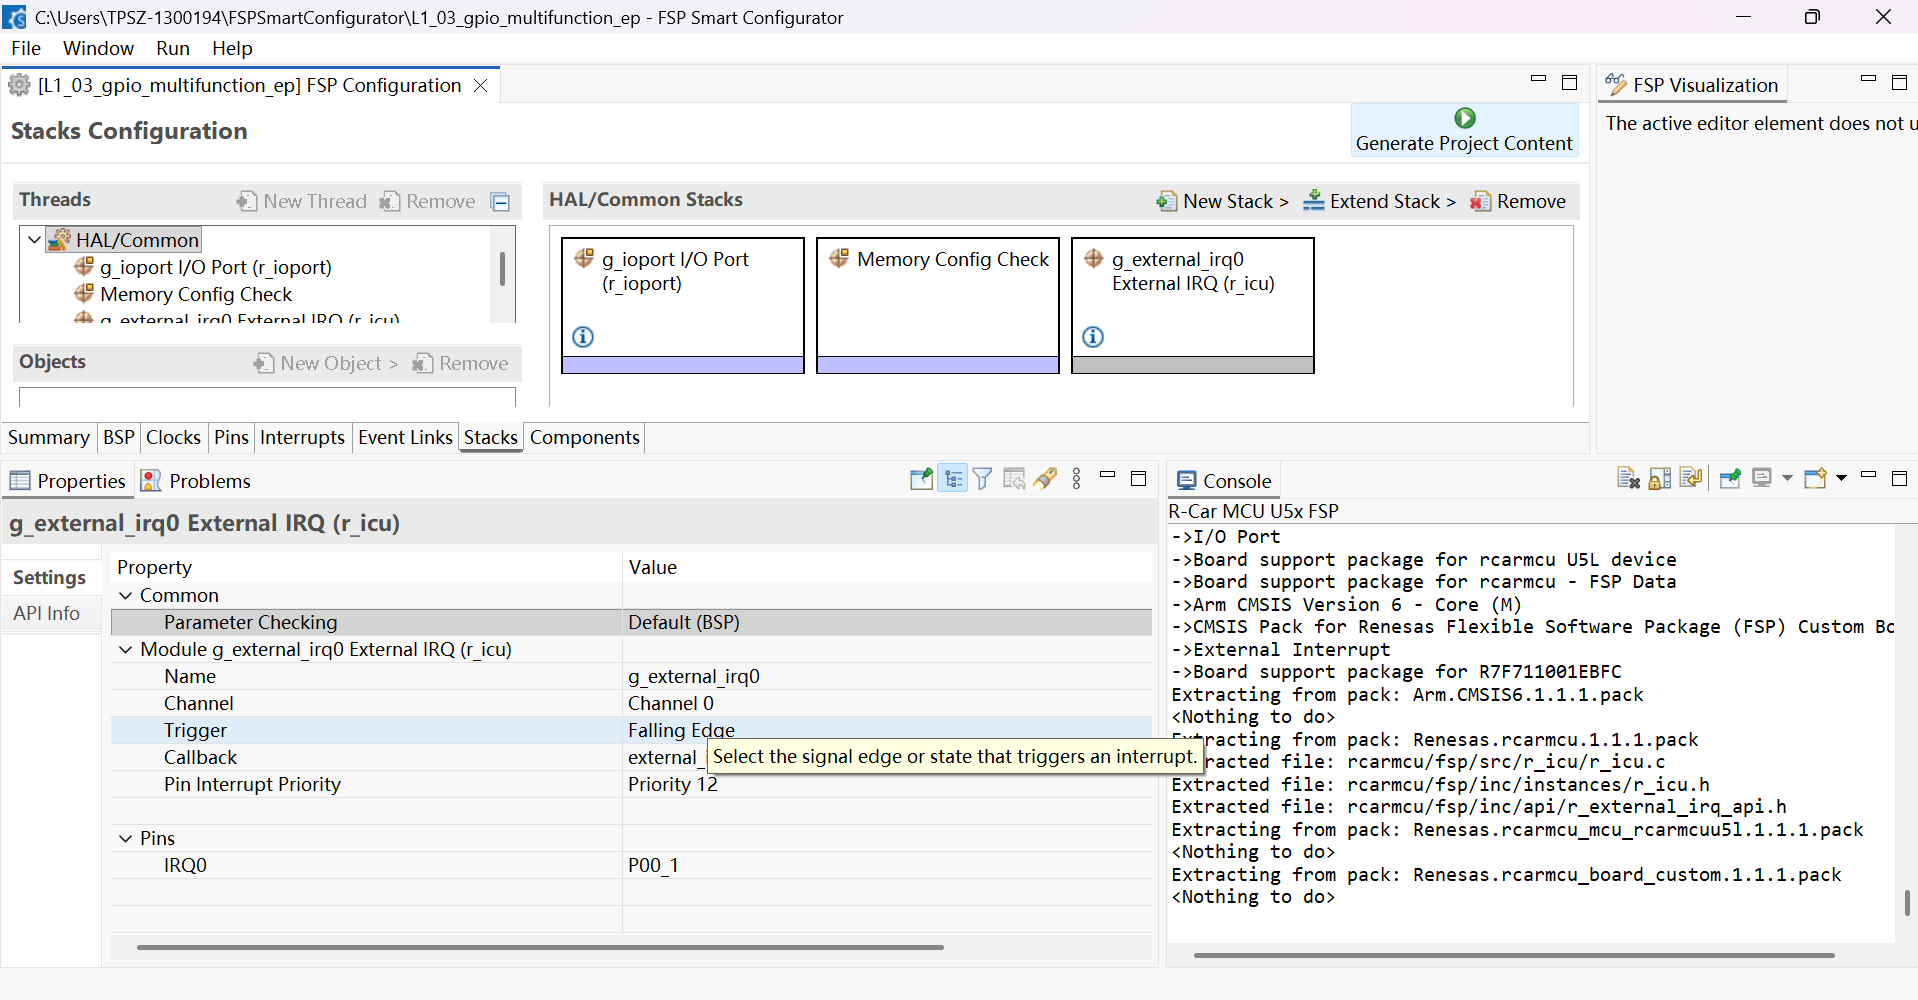 C:\Users\TPSZ-1300194\FSPSmartConfigurator\L1_03_gpio_multifunction_ep - FSP Smart Configurator
File Window Run Help
[L1_03_gpio_multifunction_ep] FSP Configuration
FSP Visualization
Stacks Configuration
Generate Project Content
The active editor element does not u
Threads
New Thread Remove
HAL/Common
g_ioport I/O Port (r_ioport)
Memory Config Check
g_external_irq0 External IRQ (r_icu)
Objects
New Object > Remove
HAL/Common Stacks
New Stack > Extend Stack > Remove
g_ioport I/O Port
(r_ioport)
Memory Config Check
g_external_irq0
External IRQ (r_icu)
Summary BSP Clocks Pins Interrupts Event Links Stacks Components
Properties Problems
g_external_irq0 External IRQ (r_icu)
Settings
API Info
Property Value
Common
Parameter Checking Default (BSP)
Module g_external_irq0 External IRQ (r_icu)
Name g_external_irq0
Channel Channel 0
Trigger Falling Edge
Callback external_
Select the signal edge or state that triggers an interrupt.
Pin Interrupt Priority Priority 12
Pins
IRQ0 P00_1
Console
R-Car MCU U5x FSP
->I/O Port
->Board support package for rcarmcu U5L device
->Board support package for rcarmcu - FSP Data
->Arm CMSIS Version 6 - Core (M)
->CMSIS Pack for Renesas Flexible Software Package (FSP) Custom Bo
->External Interrupt
->Board support package for R7F711001EBFC
Extracting from pack: Arm.CMSIS6.1.1.1.pack
<Nothing to do>
Extracting from pack: Renesas.rcarmcu.1.1.1.pack
racted file: rcarmcu/fsp/src/r_icu/r_icu.c
Extracted file: rcarmcu/fsp/inc/instances/r_icu.h
Extracted file: rcarmcu/fsp/inc/api/r_external_irq_api.h
Extracting from pack: Renesas.rcarmcu_mcu_rcarmcuu5l.1.1.1.pack
<Nothing to do>
Extracting from pack: Renesas.rcarmcu_board_custom.1.1.1.pack
<Nothing to do>